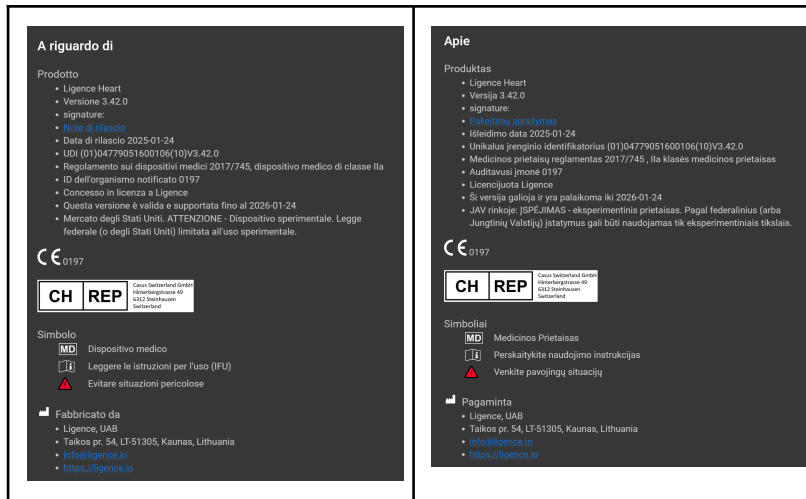 A riguardo di
Prodotto
• Ligence Heart
• Versione 3.42.0
• signature:
• Note di rilascio
• Data di rilascio 2025-01-24
• UDI (01)04779051600106(10)V3.42.0
• Regolamento sui dispositivi medici 2017/745, dispositivo medico di classe IIa
• ID dell'organismo notificato 0197
• Concesso in licenza a Ligence
• Questa versione è valida e supportata fino al 2026-01-24
• Mercato degli Stati Uniti. ATTENZIONE - Dispositivo sperimentale. Legge
federale (o degli Stati Uniti) limitata all'uso sperimentale.
CE 0197
CH REP
Casus Switzerland GmbH
Hinterbergstrasse 49
6312 Steinhausen
Switzerland
Simbolo
MD Dispositivo medico
Leggere le istruzioni per l'uso (IFU)
Evitare situazioni pericolose
Fabbricato da
• Ligence, UAB
• Taikos pr. 54, LT-51305, Kaunas, Lithuania
• info@ligence.io
• https://ligence.io
Apie
Produktas
• Ligence Heart
• Versija 3.42.0
• signature:
• Pakeitimų aprašymas
• Išleidimo data 2025-01-24
• Unikalus įrenginio identifikatorius (01)04779051600106(10)V3.42.0
• Medicinos prietaisų reglamentas 2017/745 , IIa klasės medicinos prietaisas
• Auditavusi įmonė 0197
• Licencijuota Ligence
• Ši versija galioja ir yra palaikoma iki 2026-01-24
• JAV rinkoje: ĮSPĖJIMAS - eksperimentinis prietaisas. Pagal federalinius (arba
Jungtinių Valstijų) įstatymus gali būti naudojamas tik eksperimentiniais tikslais.
CE 0197
CH REP
Casus Switzerland GmbH
Hinterbergstrasse 49
6312 Steinhausen
Switzerland
Simboliai
MD Medicinos Prietaisas
Perskaitykite naudojimo instrukcijas
Venkite pavojingų situacijų
Pagaminta
• Ligence, UAB
• Taikos pr. 54, LT-51305, Kaunas, Lithuania
• info@ligence.io
• https://ligence.io